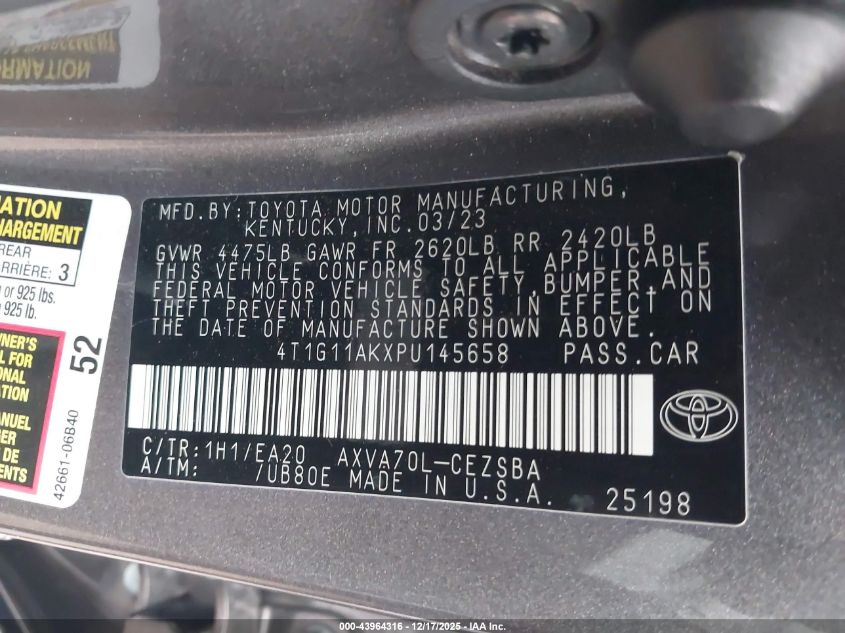 INFORMATION
MFD.BY:TOYOTA MOTOR MANUFACTURING,
KENTUCKY,INC.03/23
GVWR 4475LB GAWR FR 2620LB RR 2420LB
THIS VEHICLE CONFORMS TO ALL APPLICABLE
FEDERAL MOTOR VEHICLE SAFETY,BUMPER,AND
THEFT PREVENTION STANDARDS IN EFFECT ON
THE DATE OF MANUFACTURE SHOWN ABOVE.
4T1G11AKXPU145658 PASS.CAR
C/TR:1H1/EA20 AXVA70L-CEZSBA
A/TM: /UB80E MADE IN U.S.A.
25198
REAR
3
or 925 lbs.
925 lb.
52
42661-06B40
000-43964316 - 12/17/2025 - IAA Inc.